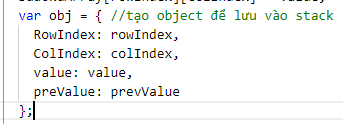 var obj = { //tạo object để lưu vào stack
RowIndex: rowIndex,
ColIndex: colIndex,
value: value,
preValue: prevValue
};